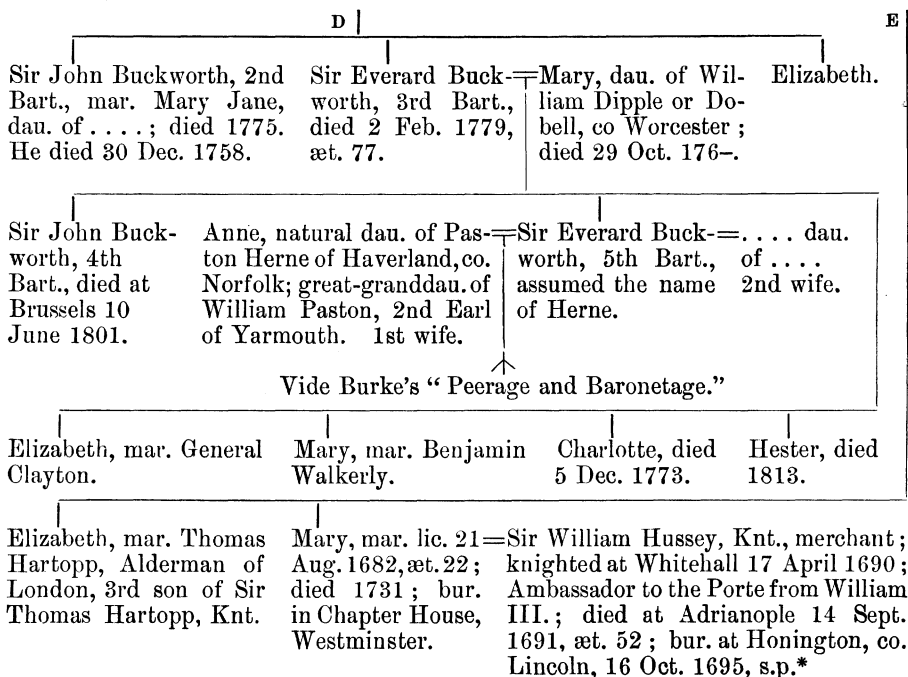 D E
Sir John Buckworth, 2nd
Bart., mar. Mary Jane,
dau. of . . . . ; died 1775.
He died 30 Dec. 1758.
Sir Everard Buck-
worth, 3rd Bart.,
died 2 Feb. 1779,
æt. 77.
Mary, dau. of Wil-
liam Dipple or Do-
bell, co Worcester ;
died 29 Oct. 176–.
Elizabeth.
Sir John Buck-
worth, 4th
Bart., died at
Brussels 10
June 1801.
Anne, natural dau. of Pas-
ton Herne of Haverland, co.
Norfolk; great-granddau. of
William Paston, 2nd Earl
of Yarmouth. 1st wife.
Sir Everard Buck-
worth, 5th Bart.,
assumed the name
of Herne.
=. . . . dau.
of . . . .
2nd wife.
Vide Burke's “ Peerage and Baronetage.”
Elizabeth, mar. General
Clayton.
Mary, mar. Benjamin
Walkerly.
Charlotte, died
5 Dec. 1773.
Hester, died
1813.
Elizabeth, mar. Thomas
Hartopp, Alderman of
London, 3rd son of Sir
Thomas Hartopp, Knt.
Mary, mar. lic. 21=
Aug. 1682, æt. 22 ;
died 1731 ; bur.
in Chapter House,
Westminster.
Sir William Hussey, Knt., merchant ;
knighted at Whitehall 17 April 1690 ;
Ambassador to the Porte from William
III. ; died at Adrianople 14 Sept.
1691, æt. 52 ; bur. at Honington, co.
Lincoln, 16 Oct. 1695, s.p.*